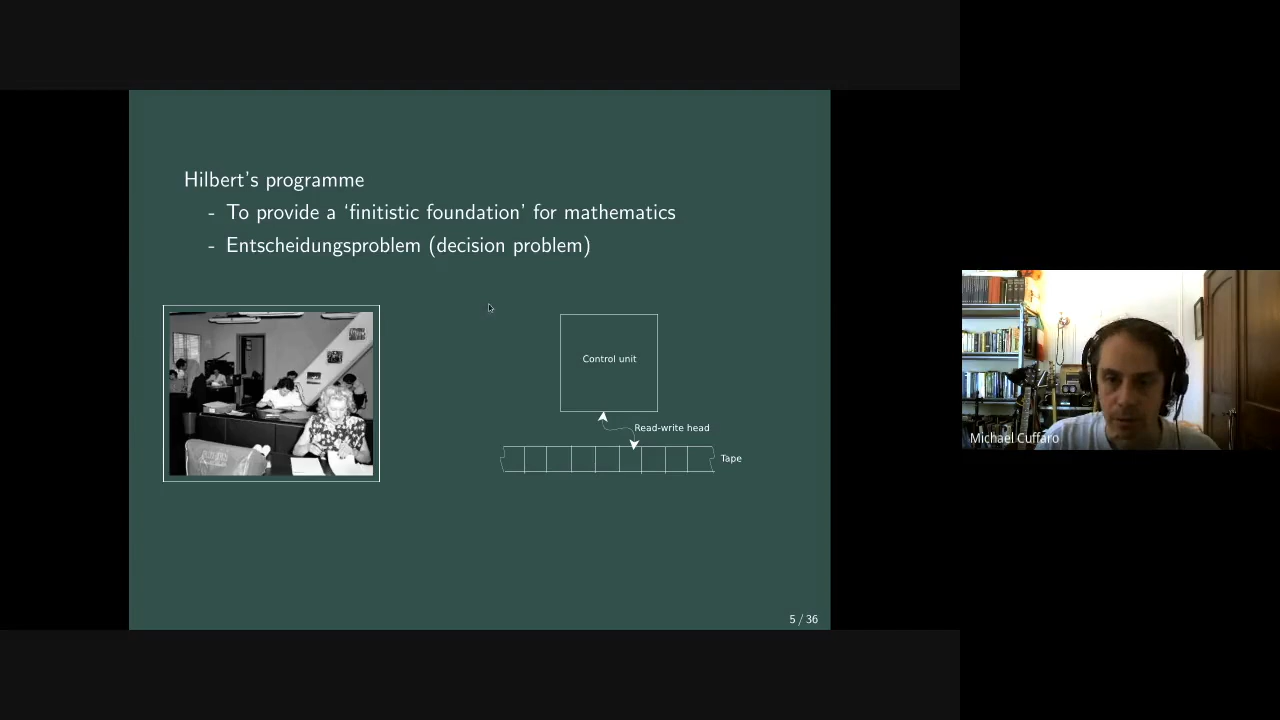 Hilbert's programme
- To provide a ‘finitistic foundation’ for mathematics
- Entscheidungsproblem (decision problem)
Control unit
Read-write head
Tape
5 / 36
Michael Cuffaro